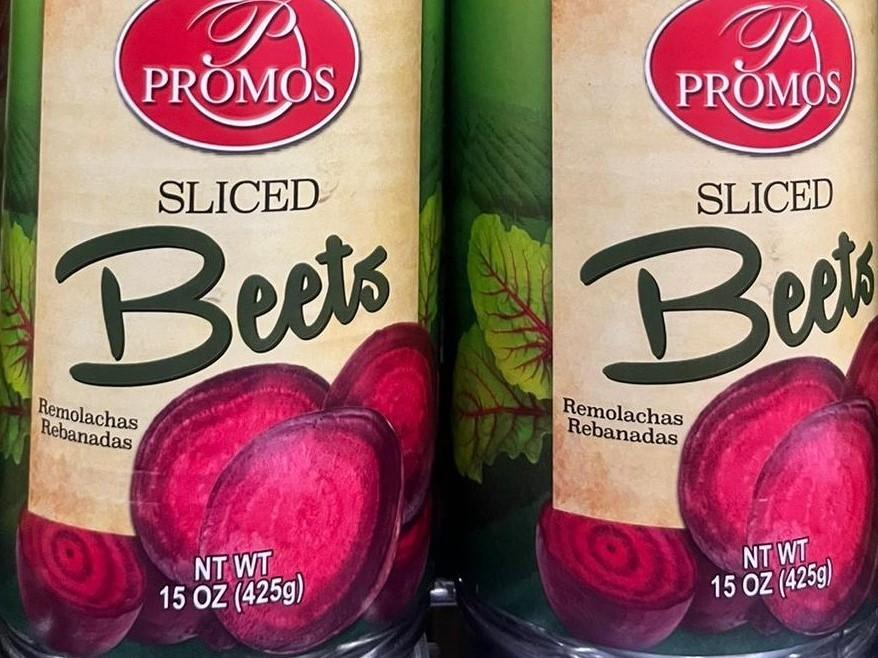 P
PROMOS
SLICED
Beets
Remolachas
Rebanadas
NT WT
15 OZ (425g)
P
PROMOS
SLICED
Beets
Remolachas
Rebanadas
NT WT
15 OZ (425g)